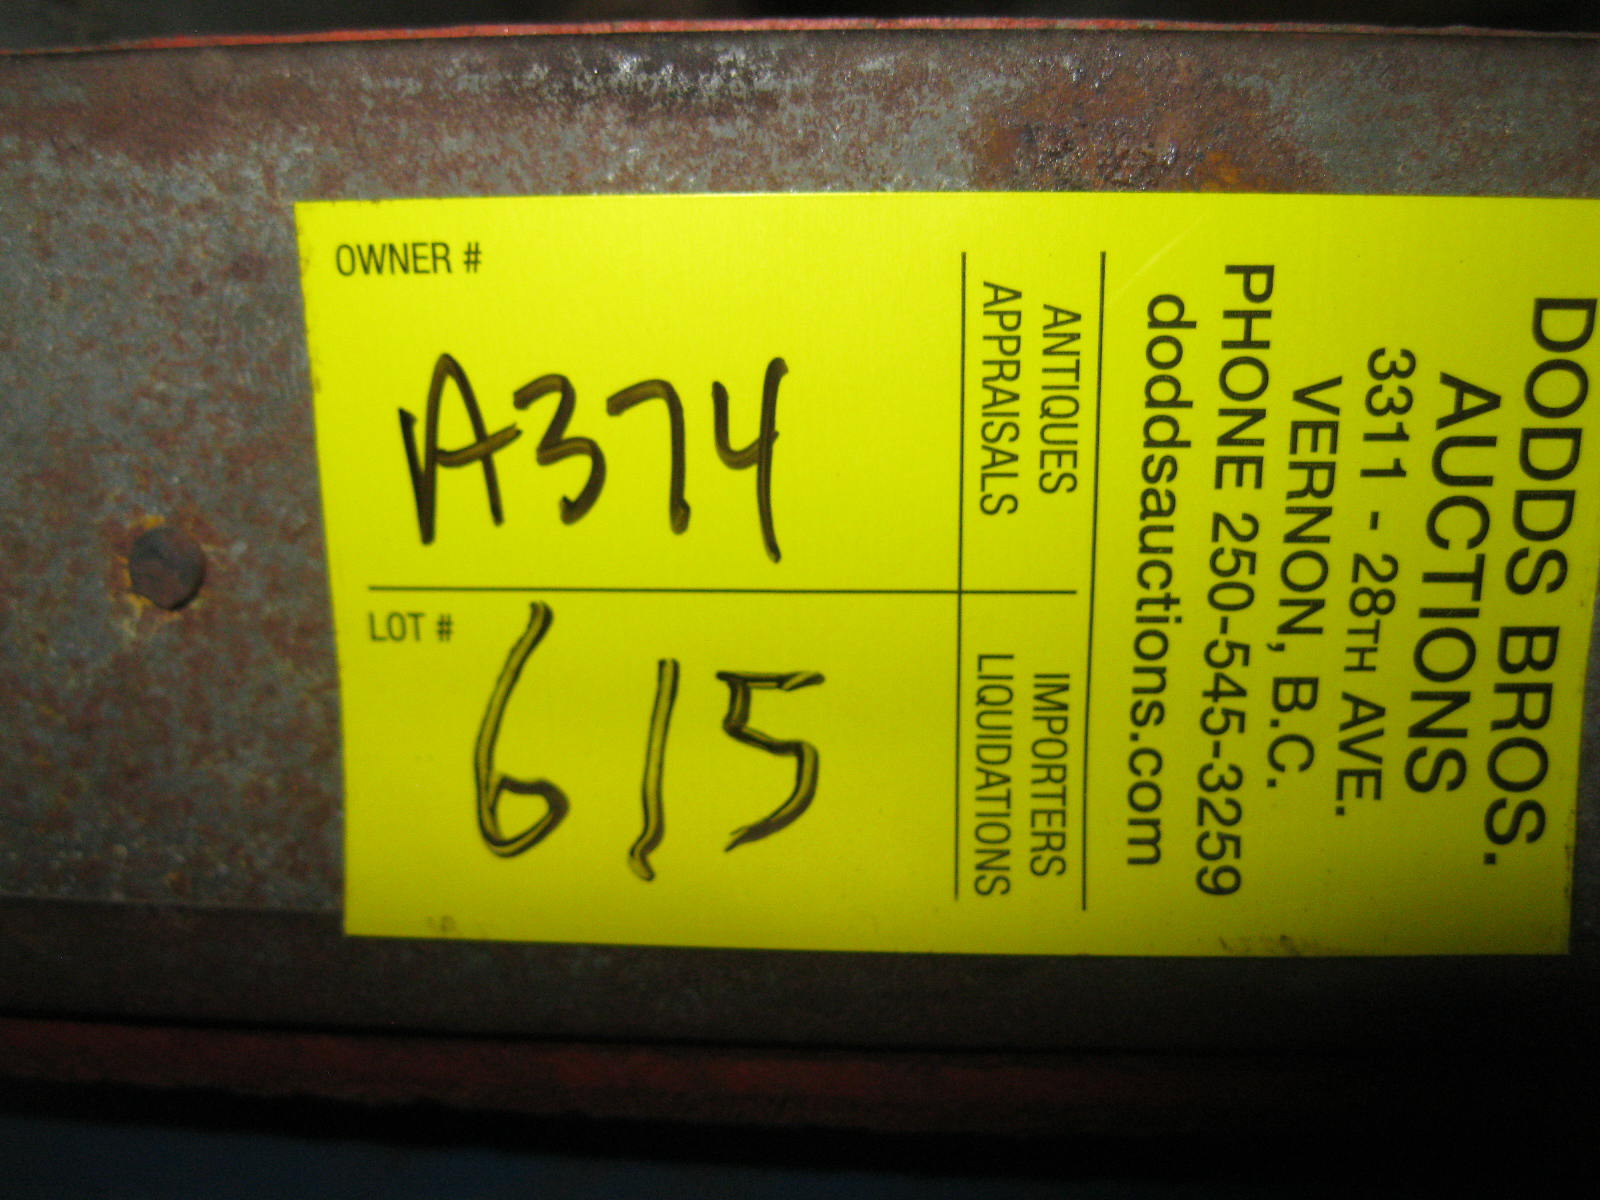 DODDS BROS.
AUCTIONS
3311 - 28TH AVE.
VERNON, B.C.
PHONE 250-545-3259
doddsauctions.com
ANTIQUES
APPRAISALS
IMPORTERS
LIQUIDATIONS
OWNER #
A374
LOT #
615